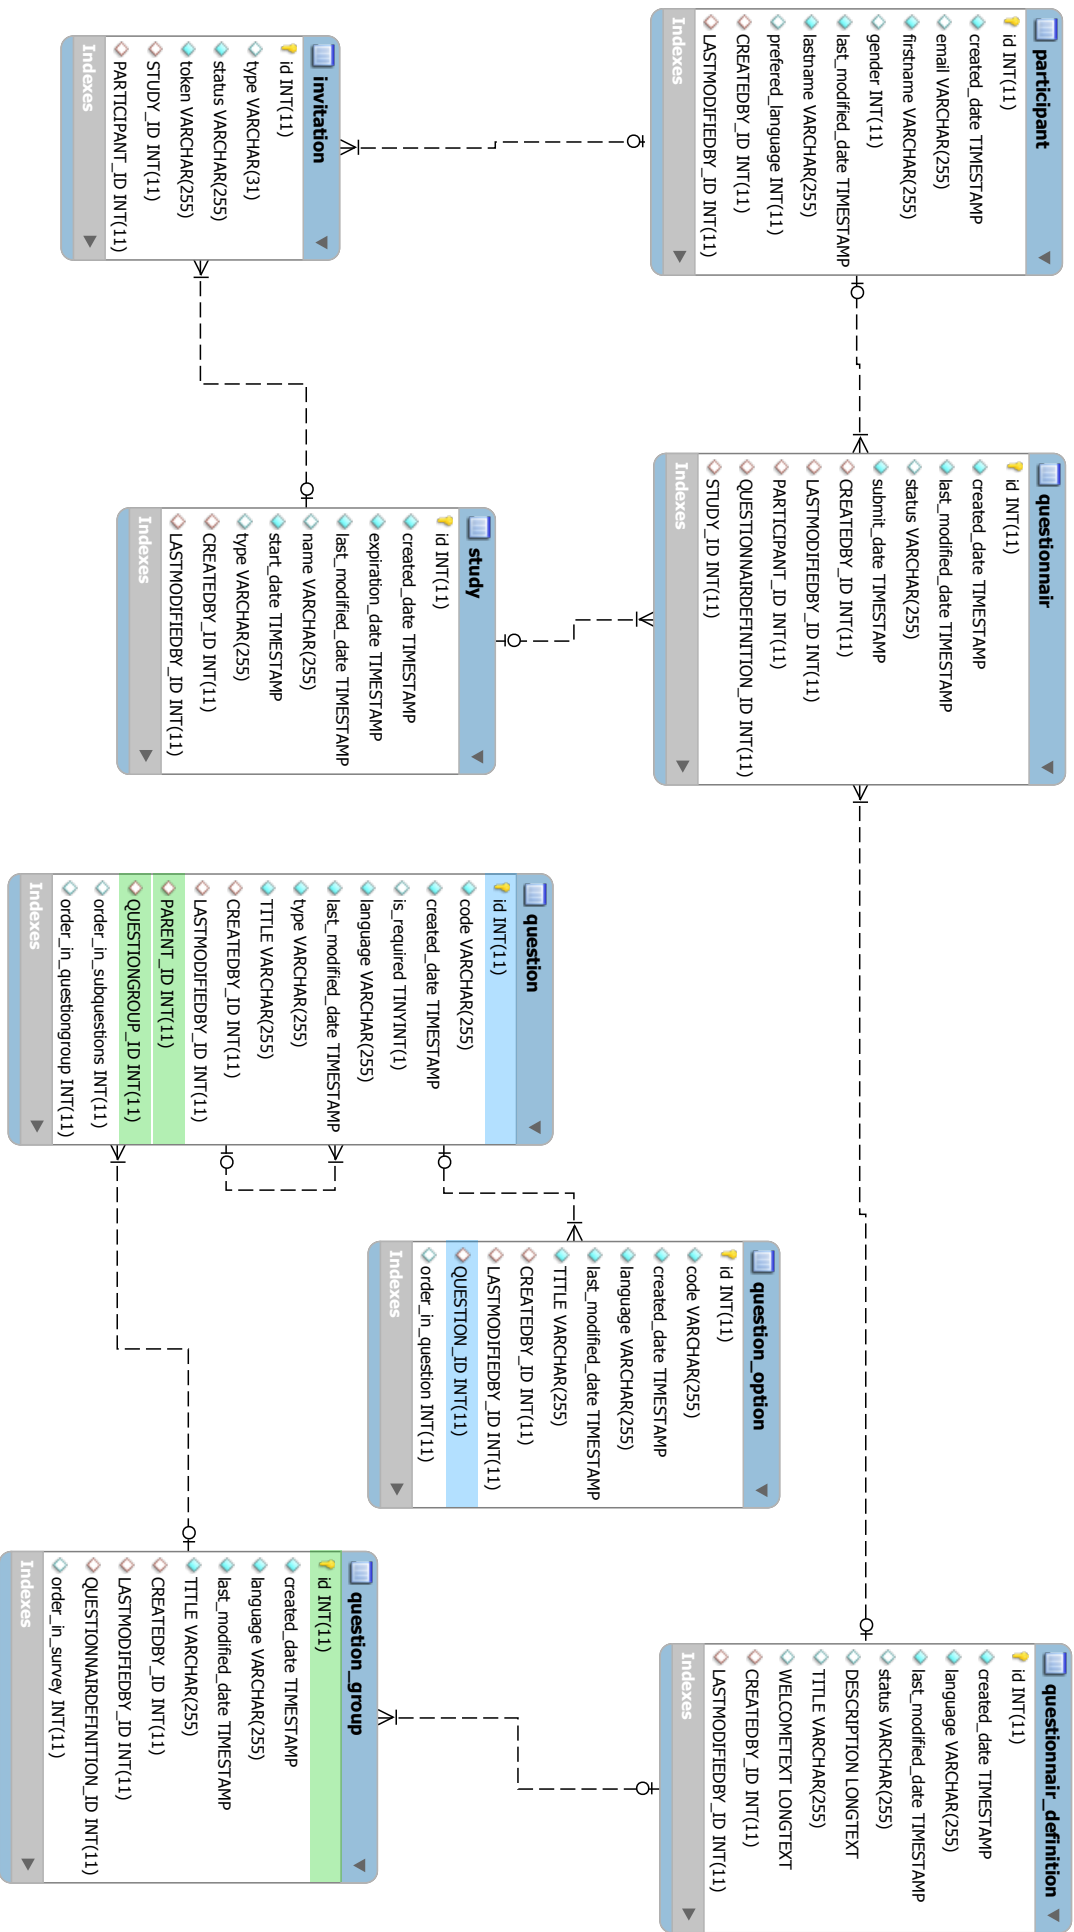 participant
id INT(11)
created_date TIMESTAMP
email VARCHAR(255)
firstname VARCHAR(255)
gender INT(11)
last_modified_date TIMESTAMP
lastname VARCHAR(255)
prefered_language INT(11)
CREATEDBY_ID INT(11)
LASTMODIFIEDBY_ID INT(11)
Indexes
questionnair
id INT(11)
created_date TIMESTAMP
last_modified_date TIMESTAMP
status VARCHAR(255)
submit_date TIMESTAMP
CREATEDBY_ID INT(11)
LASTMODIFIEDBY_ID INT(11)
PARTICIPANT_ID INT(11)
QUESTIONNAIRDEFINITION_ID INT(11)
STUDY_ID INT(11)
Indexes
questionnair_definition
id INT(11)
created_date TIMESTAMP
language VARCHAR(255)
last_modified_date TIMESTAMP
status VARCHAR(255)
DESCRIPTION LONGTEXT
TITLE VARCHAR(255)
WELCOMETEXT LONGTEXT
CREATEDBY_ID INT(11)
LASTMODIFIEDBY_ID INT(11)
Indexes
invitation
id INT(11)
type VARCHAR(31)
status VARCHAR(255)
token VARCHAR(255)
STUDY_ID INT(11)
PARTICIPANT_ID INT(11)
Indexes
study
id INT(11)
created_date TIMESTAMP
expiration_date TIMESTAMP
last_modified_date TIMESTAMP
name VARCHAR(255)
start_date TIMESTAMP
type VARCHAR(255)
CREATEDBY_ID INT(11)
LASTMODIFIEDBY_ID INT(11)
Indexes
question
id INT(11)
code VARCHAR(255)
created_date TIMESTAMP
is_required TINYINT(1)
language VARCHAR(255)
last_modified_date TIMESTAMP
type VARCHAR(255)
TITLE VARCHAR(255)
CREATEDBY_ID INT(11)
LASTMODIFIEDBY_ID INT(11)
PARENT_ID INT(11)
QUESTIONGROUP_ID INT(11)
order_in_subquestions INT(11)
order_in_questiongroup INT(11)
Indexes
question_option
id INT(11)
code VARCHAR(255)
created_date TIMESTAMP
language VARCHAR(255)
last_modified_date TIMESTAMP
TITLE VARCHAR(255)
CREATEDBY_ID INT(11)
LASTMODIFIEDBY_ID INT(11)
QUESTION_ID INT(11)
order_in_question INT(11)
Indexes
question_group
id INT(11)
created_date TIMESTAMP
language VARCHAR(255)
last_modified_date TIMESTAMP
TITLE VARCHAR(255)
CREATEDBY_ID INT(11)
LASTMODIFIEDBY_ID INT(11)
QUESTIONNAIRDEFINITION_ID INT(11)
order_in_survey INT(11)
Indexes